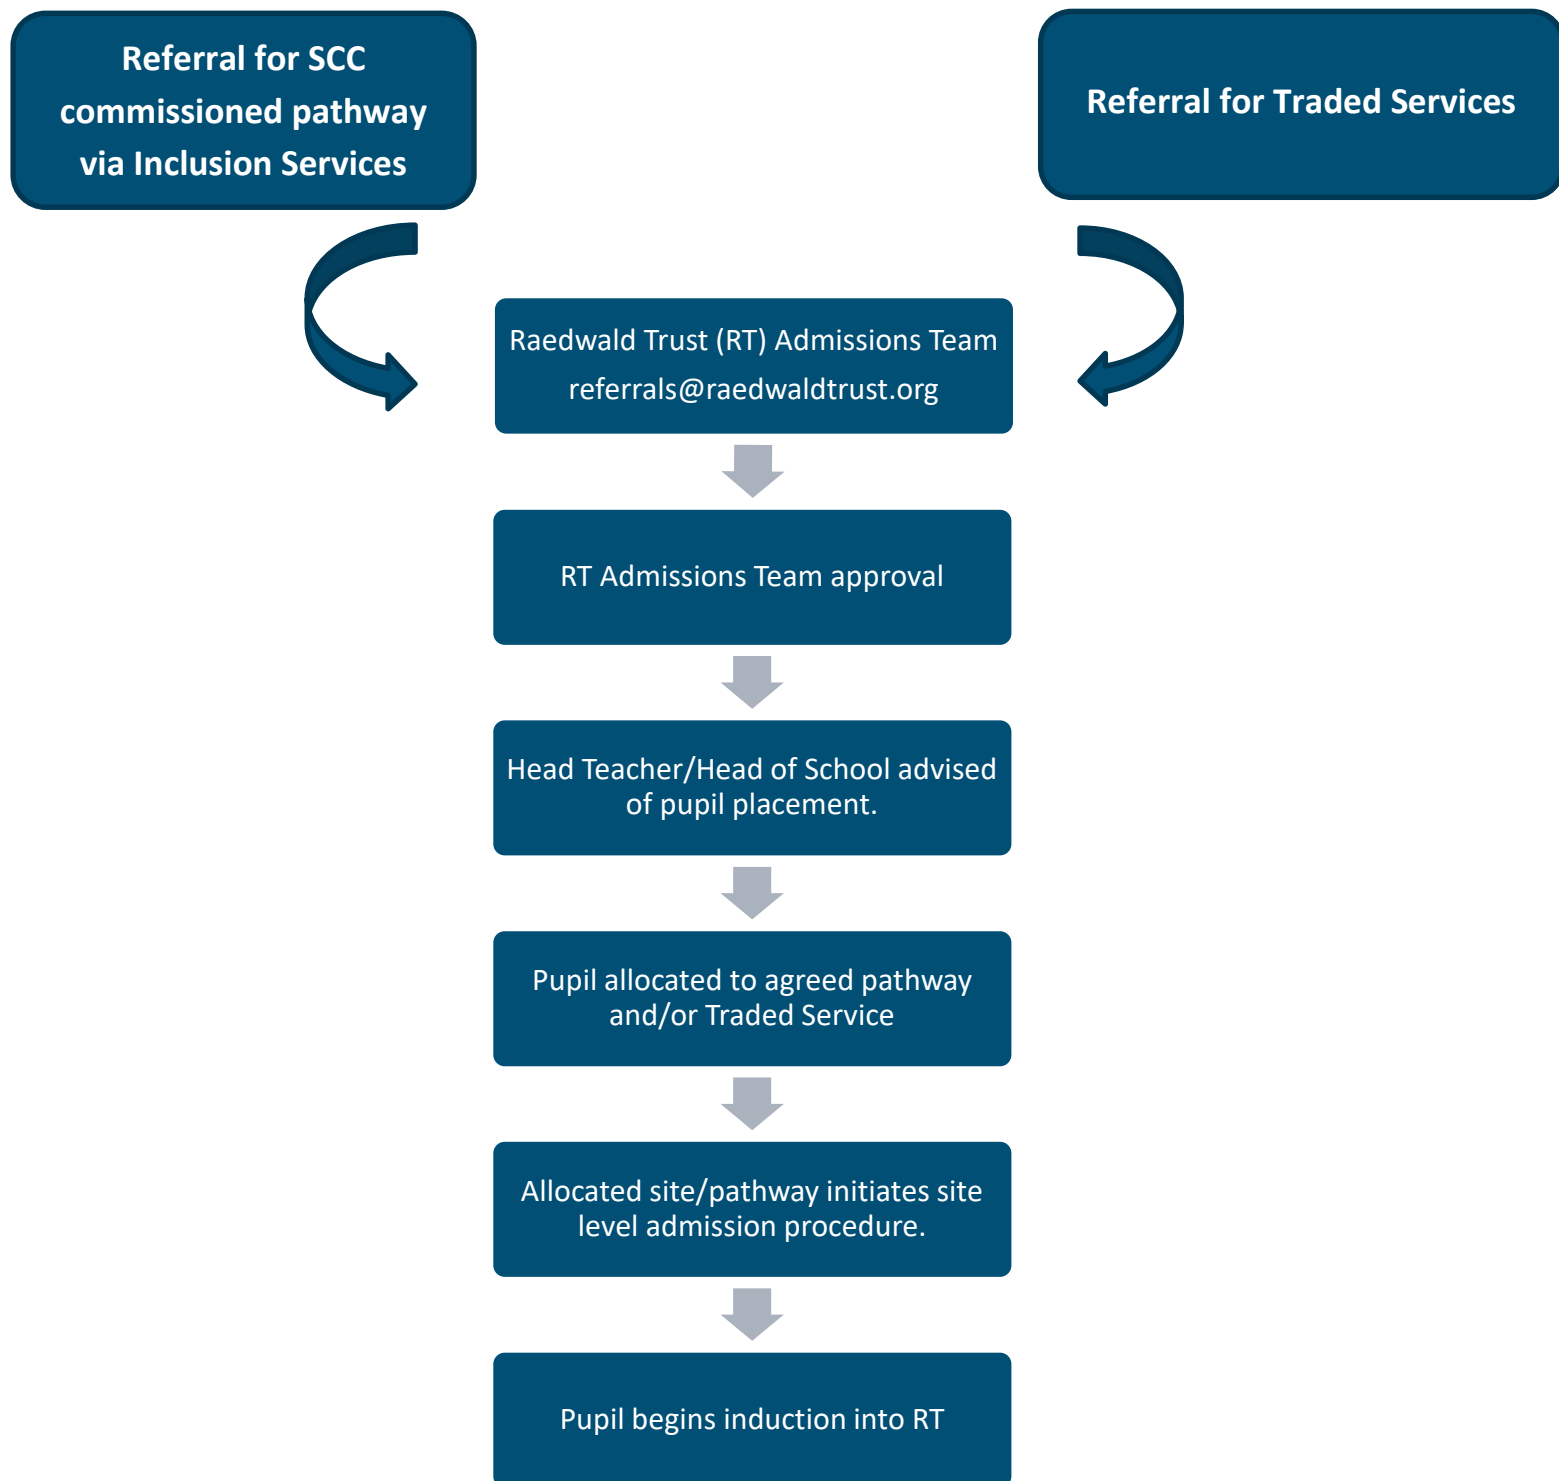 Referral for SCC
commissioned pathway
via Inclusion Services
Referral for Traded Services
Raedwald Trust (RT) Admissions Team
referrals@raedwaldtrust.org
RT Admissions Team approval
Head Teacher/Head of School advised
of pupil placement.
Pupil allocated to agreed pathway
and/or Traded Service
Allocated site/pathway initiates site
level admission procedure.
Pupil begins induction into RT